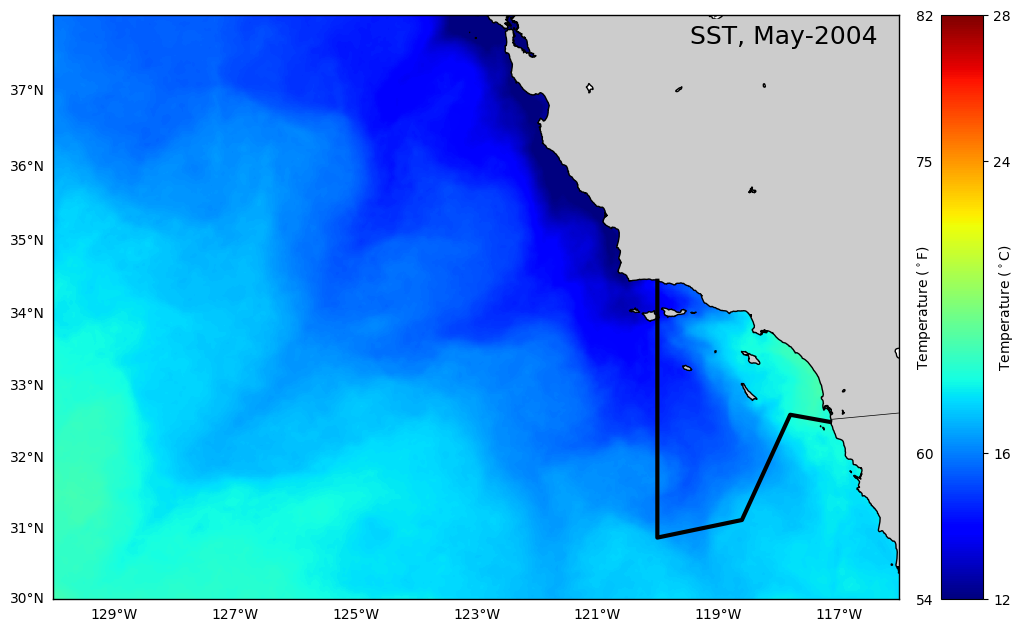 SST, May-2004
37°N
36°N
35°N
34°N
33°N
32°N
31°N
30°N
129°W
127°W
125°W
123°W
121°W
119°W
117°W
82
75
60
54
Temperature (°F)
28
24
16
12
Temperature (°C)